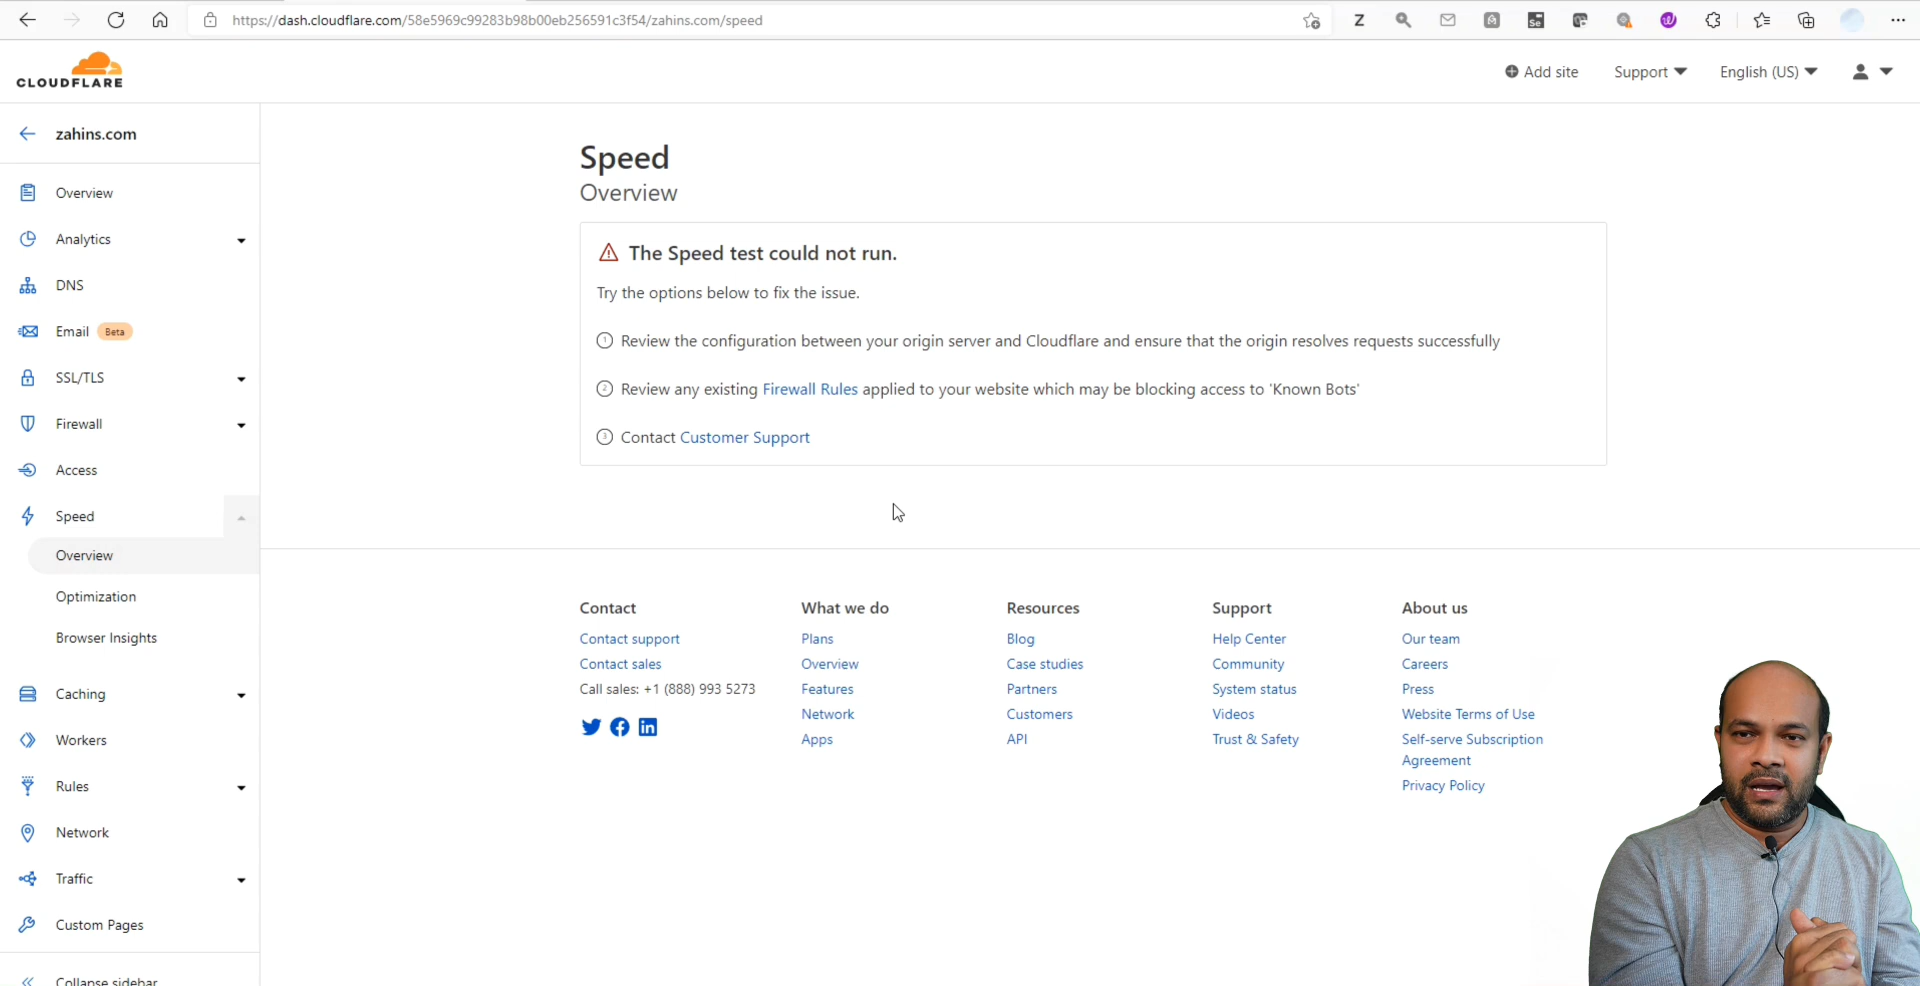 https://dash.cloudflare.com/58e5969c99283b98b00eb256591c3f54/zahins.com/speed
Z
Se
CLOUDFLARE
Add site
Support
English (US)
zahins.com
Overview
Analytics
DNS
Email Beta
SSL/TLS
Firewall
Access
Speed
Overview
Optimization
Browser Insights
Caching
Workers
Rules
Network
Traffic
Custom Pages
Collapse sidebar
Speed
Overview
The Speed test could not run.
Try the options below to fix the issue.
1 Review the configuration between your origin server and Cloudflare and ensure that the origin resolves requests successfully
2 Review any existing Firewall Rules applied to your website which may be blocking access to 'Known Bots'
3 Contact Customer Support
Contact
Contact support
Contact sales
Call sales: +1 (888) 993 5273
What we do
Plans
Overview
Features
Network
Apps
Resources
Blog
Case studies
Partners
Customers
API
Support
Help Center
Community
System status
Videos
Trust & Safety
About us
Our team
Careers
Press
Website Terms of Use
Self-serve Subscription
Agreement
Privacy Policy